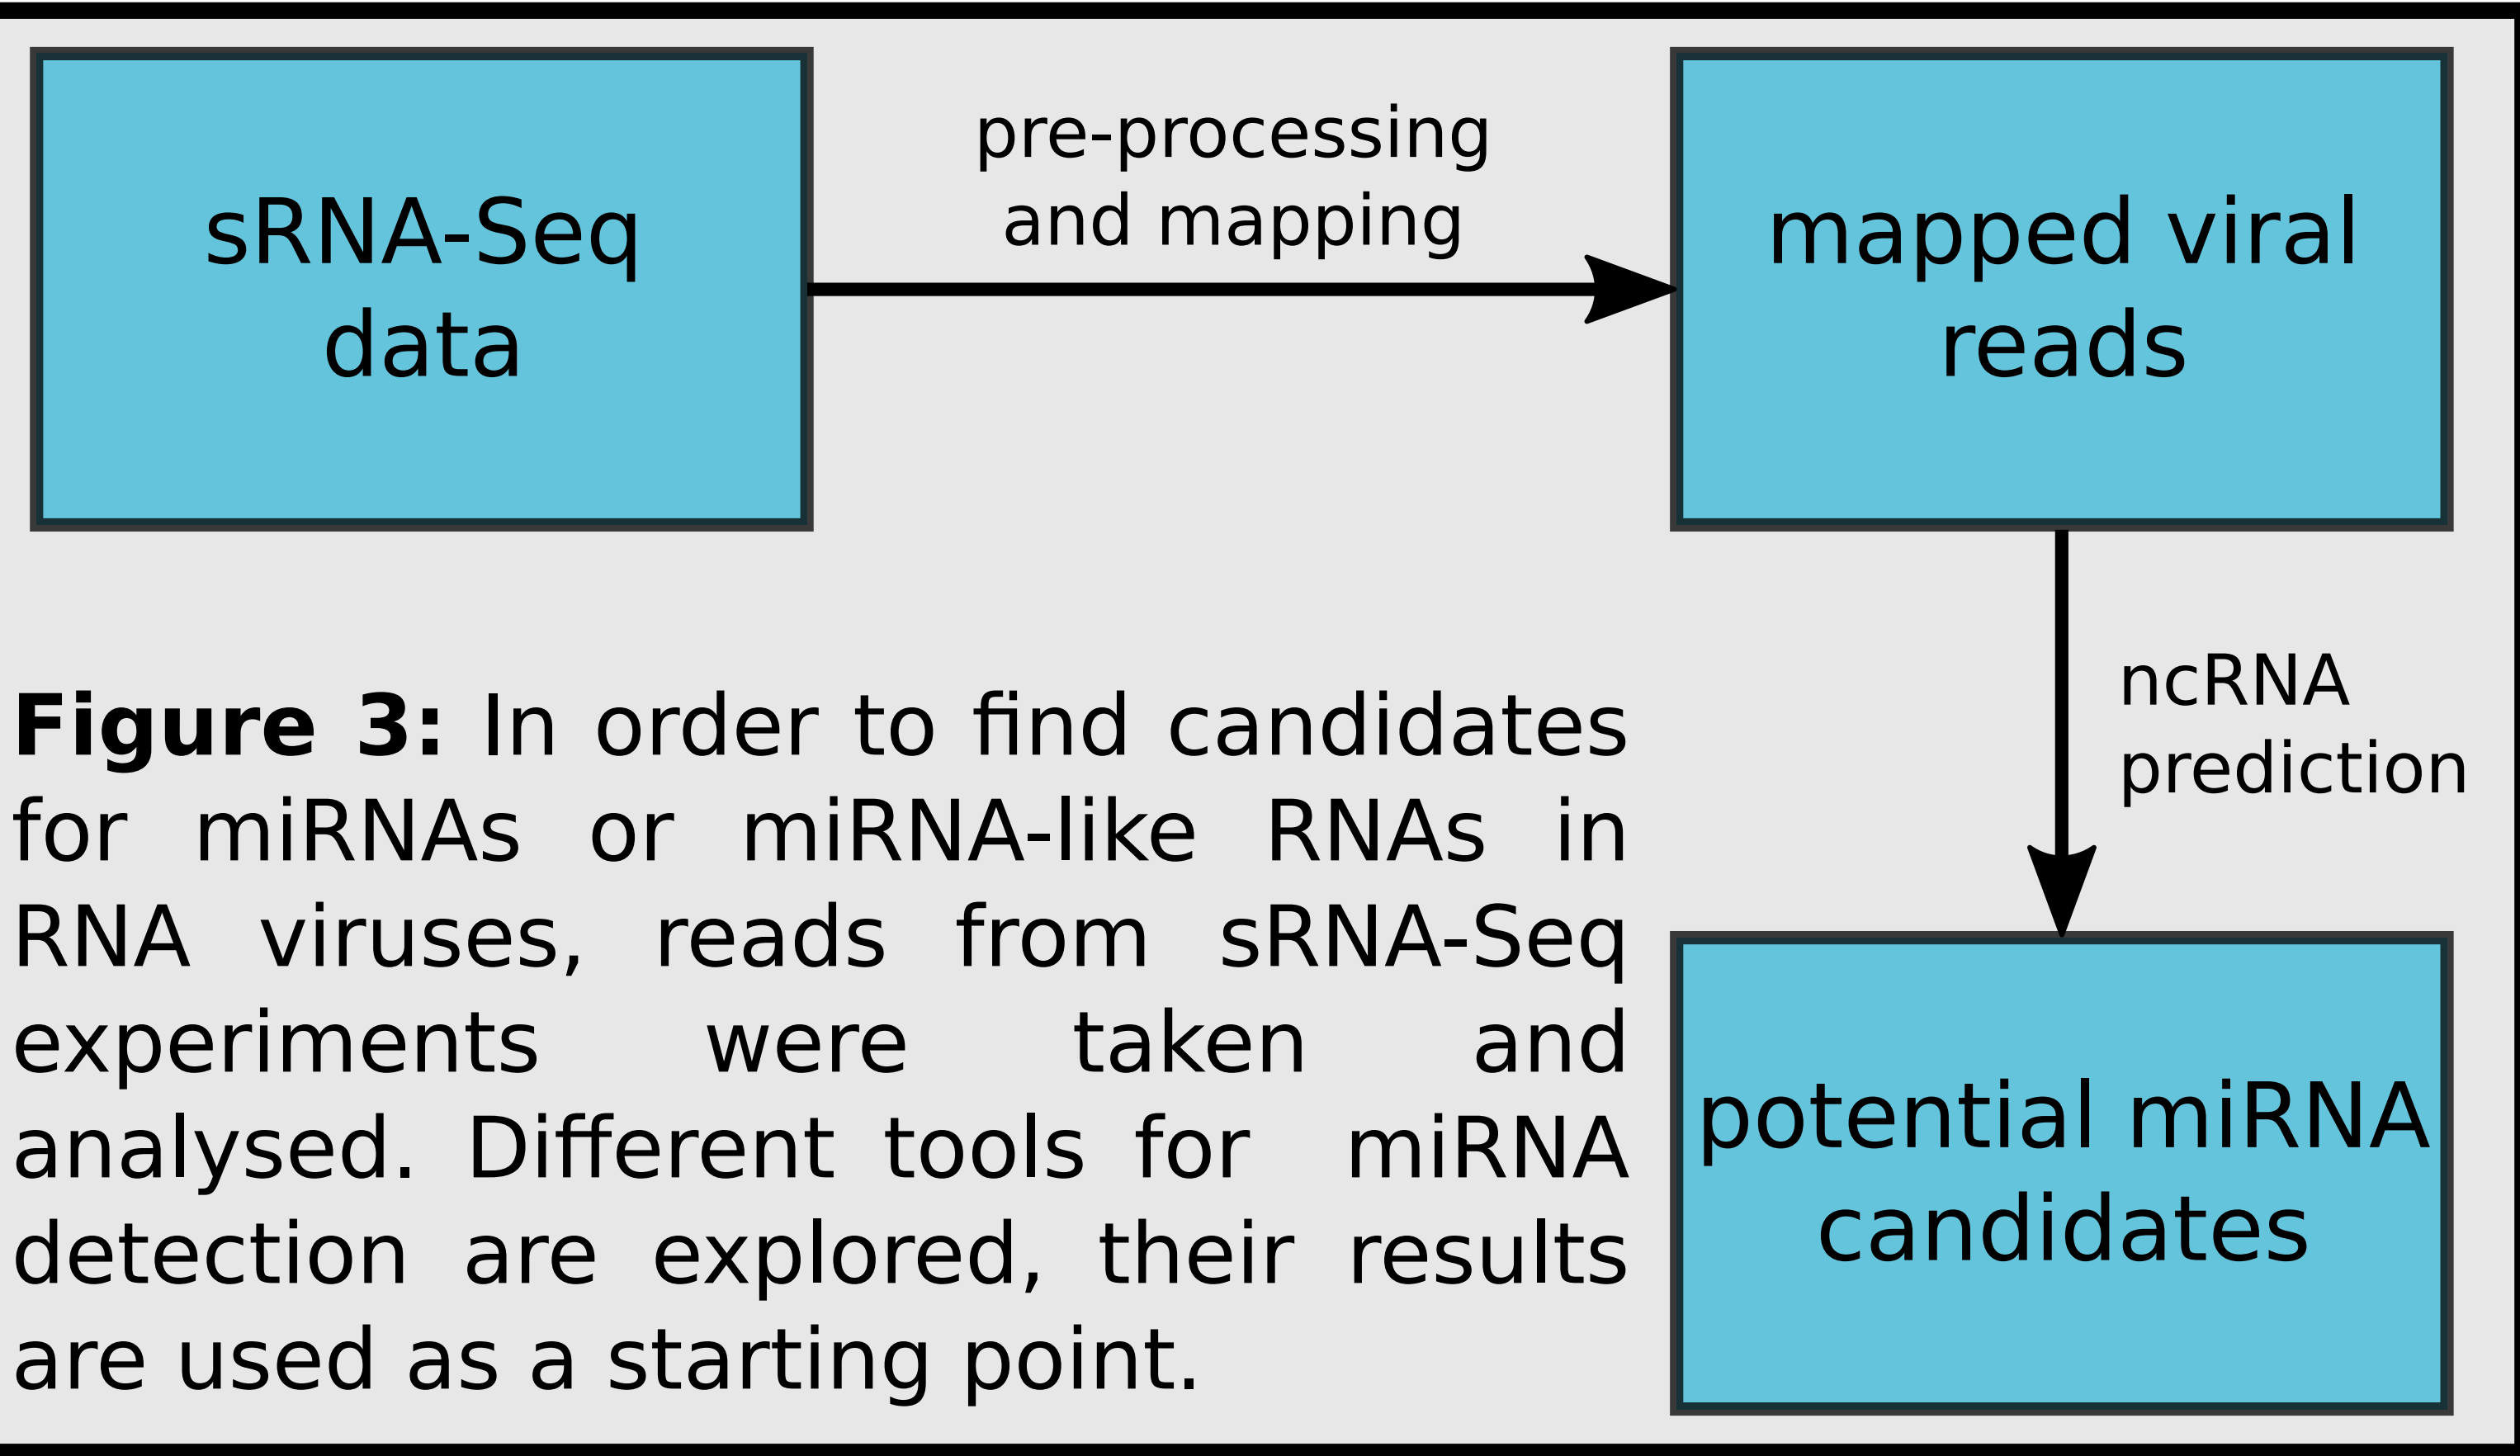 sRNA-Seq
data
pre-processing
and mapping
mapped viral
reads
ncRNA
prediction
potential miRNA
candidates
Figure 3: In order to find candidates
for miRNAs or miRNA-like RNAs in
RNA viruses, reads from sRNA-Seq
experiments were taken and
analysed. Different tools for miRNA
detection are explored, their results
are used as a starting point.